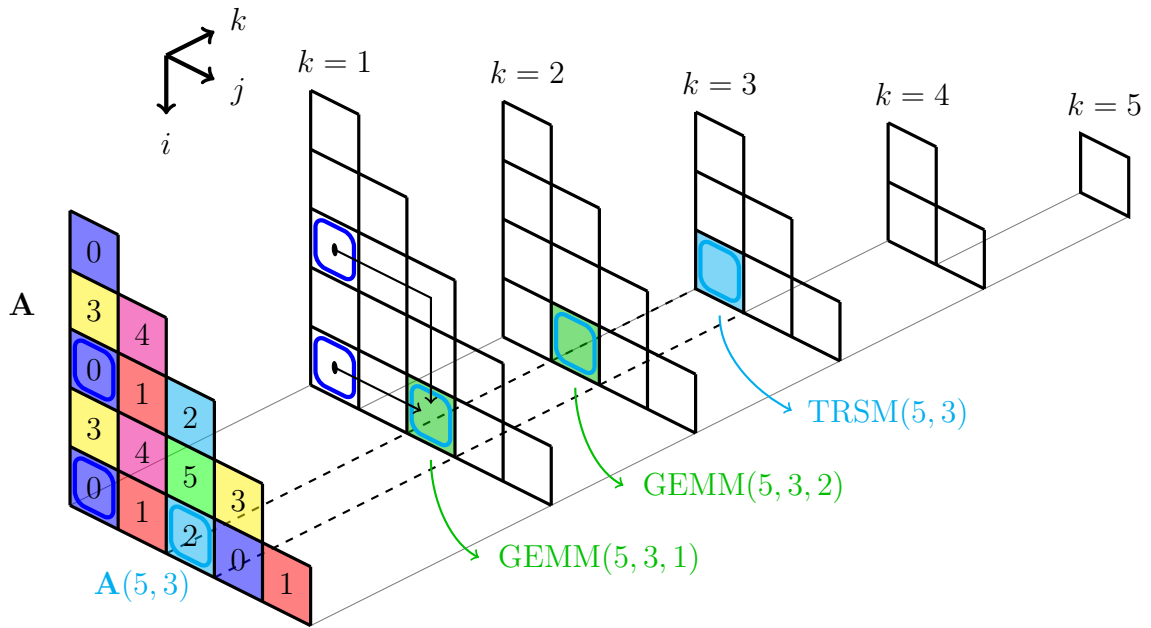 k
j
i
k = 1
k = 2
k = 3
k = 4
k = 5
A
0
3 4
0 1 2
3 4 5 3
0 1 2 0 1
A(5, 3)
TRSM(5, 3)
GEMM(5, 3, 2)
GEMM(5, 3, 1)